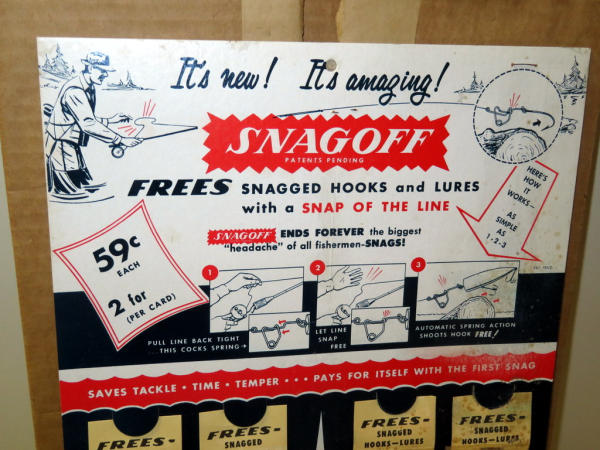 It's new! It's amazing!
SNAGOFF
PATENTS PENDING
FREES SNAGGED HOOKS and LURES
with a SNAP OF THE LINE
HERE'S
HOW
IT
WORKS—
AS
SIMPLE
AS
1-2-3
SNAGOFF ENDS FOREVER the biggest
"headache" of all fishermen-SNAGS!
59c
EACH
2 for
(PER CARD)
1
2
3
PULL LINE BACK TIGHT
THIS COCKS SPRING
LET LINE
SNAP
FREE
AUTOMATIC SPRING ACTION
SHOOTS HOOK FREE!
SAVES TACKLE • TIME • TEMPER • • • PAYS FOR ITSELF WITH THE FIRST SNAG
FREES-
FREES-
SNAGGED
FREES-
SNAGGED
HOOKS-LURES
FREES-
SNAGGED
HOOKS-LURES